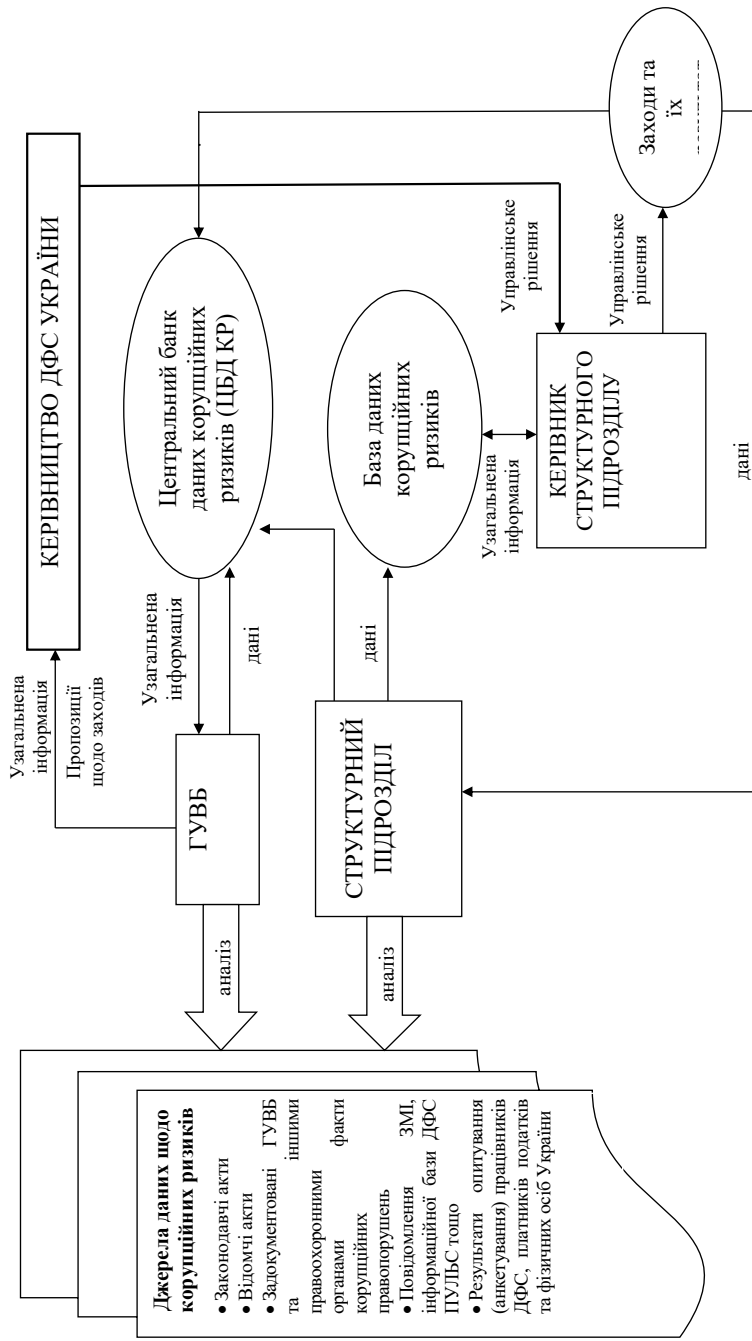 КЕРІВНИЦТВО ДФС УКРАЇНИ
Узагальнена
інформація
Пропозиції
щодо заходів
Центральний банк
даних корупційних
ризиків (ЦБД КР)
Узагальнена
інформація
дані
ГУВБ
аналіз
База даних
корупційних
ризиків
дані
СТРУКТУРНИЙ
ПІДРОЗДІЛ
аналіз
Управлінське
рішення
Узагальнена
інформація
КЕРІВНИК
СТРУКТУРНОГО
ПІДРОЗДІЛУ
Управлінське
рішення
Заходи та
їх
дані
Джерела даних щодо
корупційних ризиків
• Законодавчі акти
• Відомчі акти
• Задокументовані ГУВБ
та іншими
правоохоронними
органами факти
корупційних
правопорушень
• Повідомлення ЗМІ,
інформаційної бази ДФС
ПУЛЬС тощо
• Результати опитування
(анкетування) працівників
ДФС, платників податків
та фізичних осіб України